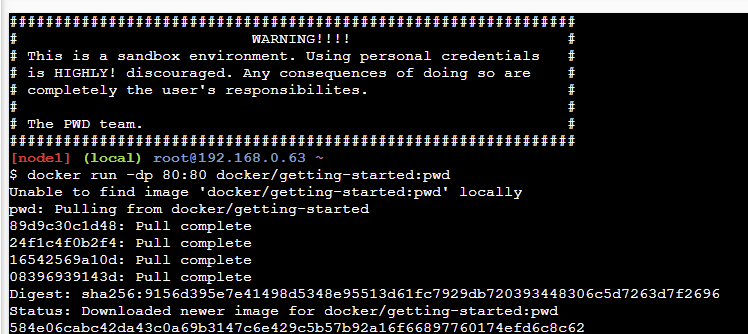 ###############################################################
#                          WARNING!!!!                        #
# This is a sandbox environment. Using personal credentials   #
# is HIGHLY! discouraged. Any consequences of doing so are    #
# completely the user's responsibilites.                      #
#                                                             #
# The PWD team.                                               #
###############################################################
[node1] (local) root@192.168.0.63 ~
$ docker run -dp 80:80 docker/getting-started:pwd
Unable to find image 'docker/getting-started:pwd' locally
pwd: Pulling from docker/getting-started
89d9c30c1d48: Pull complete
24f1c4f0b2f4: Pull complete
16542569a10d: Pull complete
08396939143d: Pull complete
Digest: sha256:9156d395e7e41498d5348e95513d61fc7929db720393448306c5d7263d7f2696
Status: Downloaded newer image for docker/getting-started:pwd
584e06cabc42da43c0a69b3147c6e429c5b57b92a16f66897760174efd6c8c62